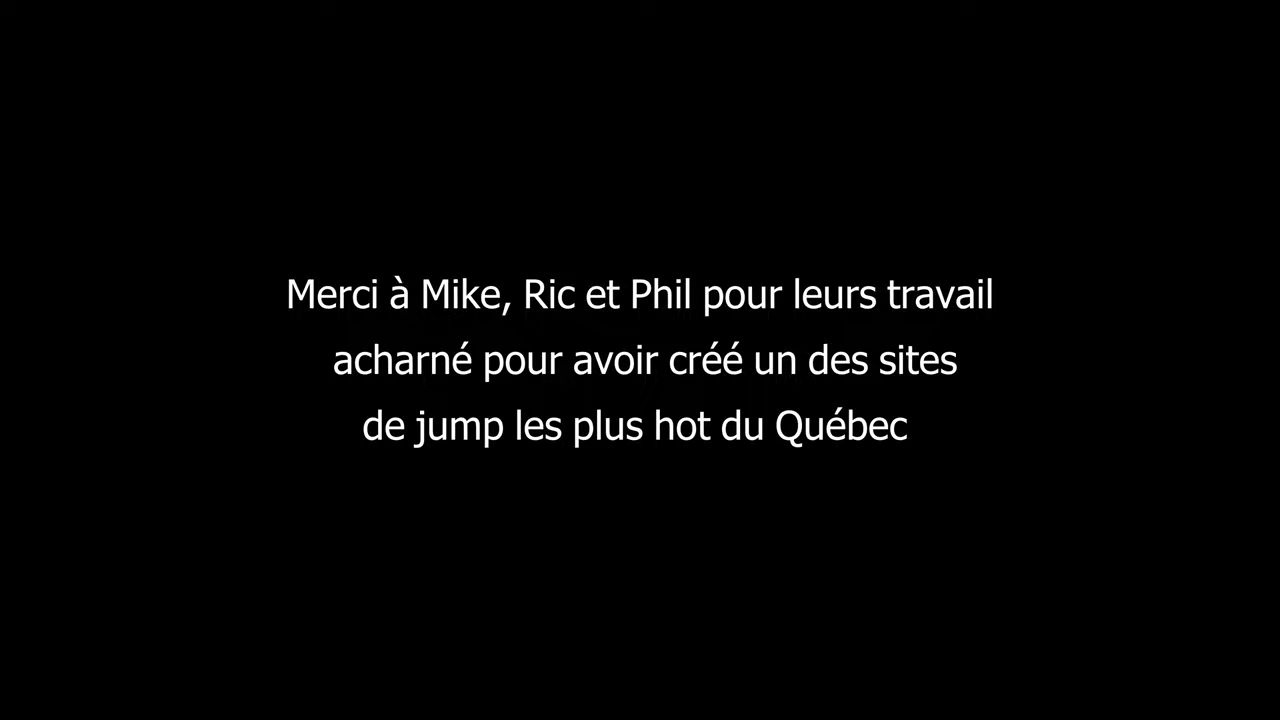 Merci à Mike, Ric et Phil pour leurs travail
acharné pour avoir créé un des sites
de jump les plus hot du Québec